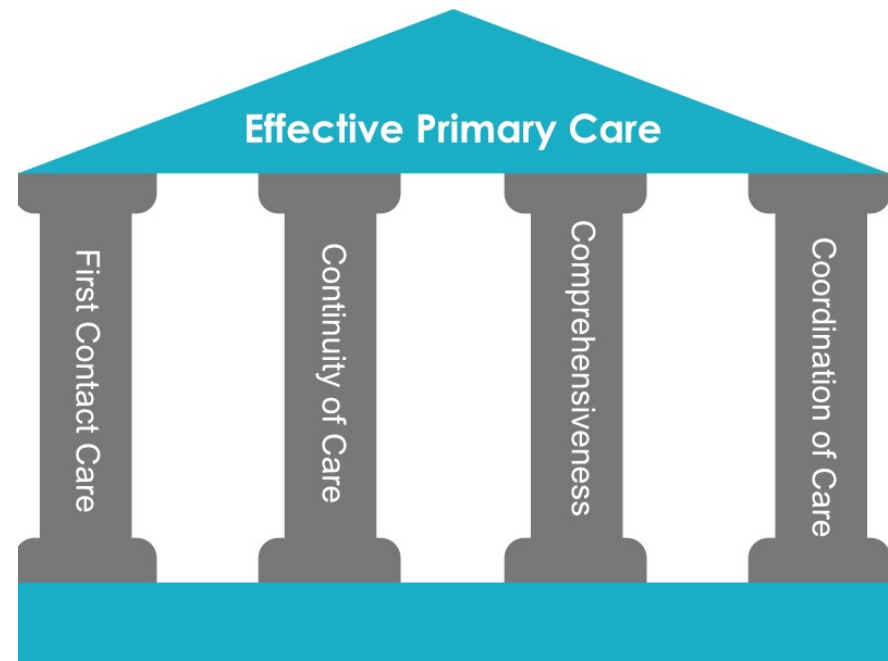 Effective Primary Care
First Contact Care
Continuity of Care
Comprehensiveness
Coordination of Care